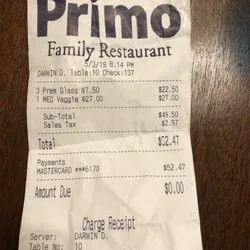 Primo
Family Restaurant
5/3/19 6:14 PM
DARWIN D. Table:10 Check:137
3 Prem Glass @7.50 $22.50
1 MED Veggie @27.00 $27.00
Sub-Total $49.50
Sales Tax $2.97
Total $52.47
Payments
MASTERCARD ***6170 $52.47
Amount Due $0.00
Charge Receipt
Server: DARWIN D.
Table No: 10